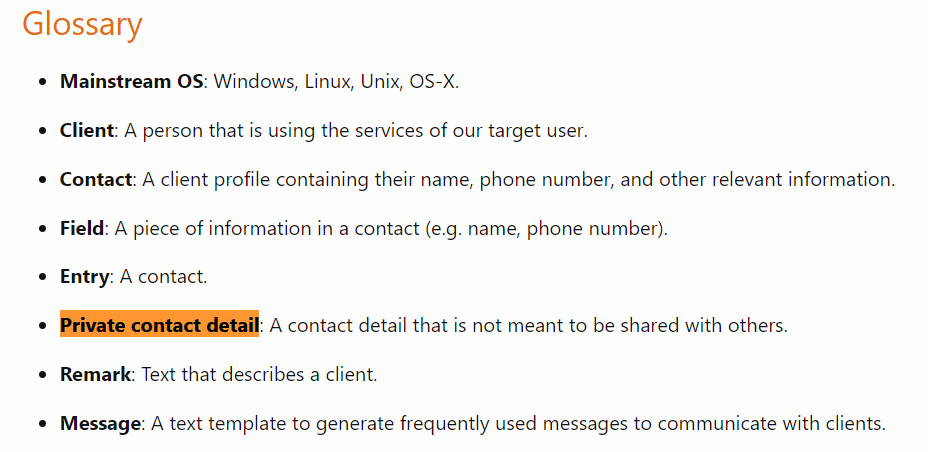 Glossary
Mainstream OS: Windows, Linux, Unix, OS-X.
Client: A person that is using the services of our target user.
Contact: A client profile containing their name, phone number, and other relevant information.
Field: A piece of information in a contact (e.g. name, phone number).
Entry: A contact.
Private contact detail: A contact detail that is not meant to be shared with others.
Remark: Text that describes a client.
Message: A text template to generate frequently used messages to communicate with clients.